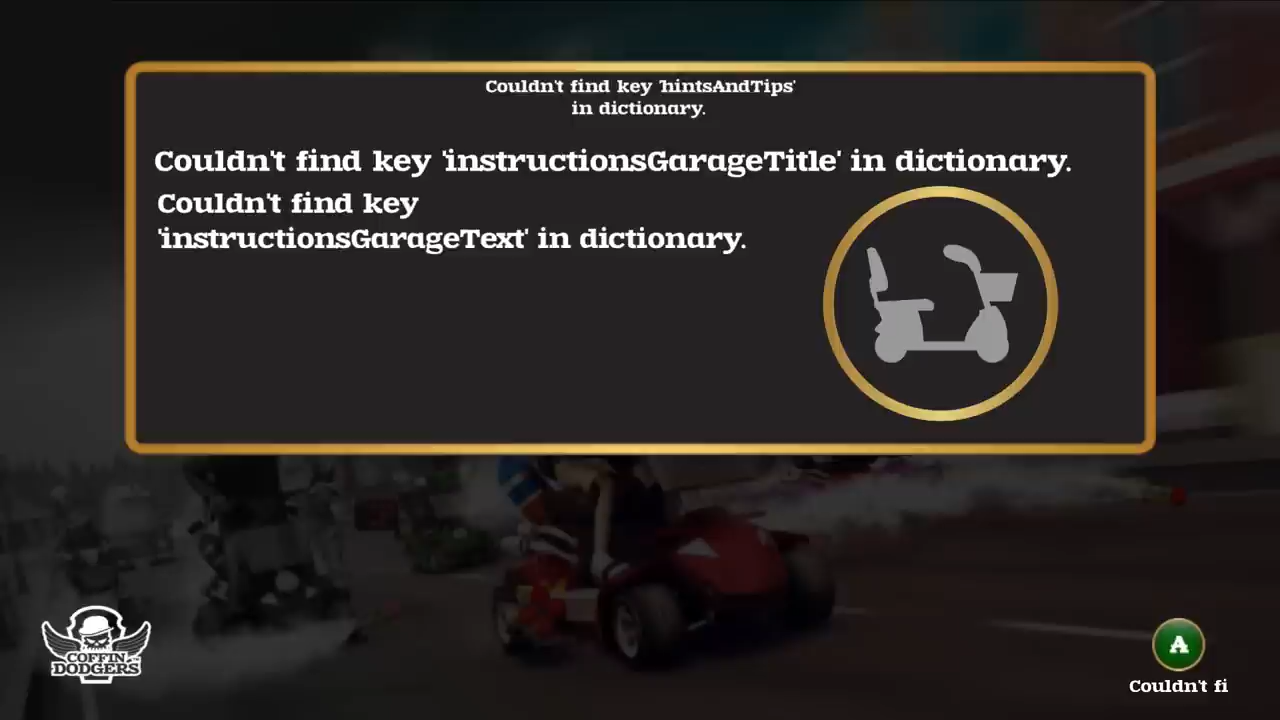 Couldn't find key 'hintsAndTips'
in dictionary.
Couldn't find key 'instructionsGarageTitle' in dictionary.
Couldn't find key
'instructionsGarageText' in dictionary.
COFFIN
DODGERS
A
Couldn't fi